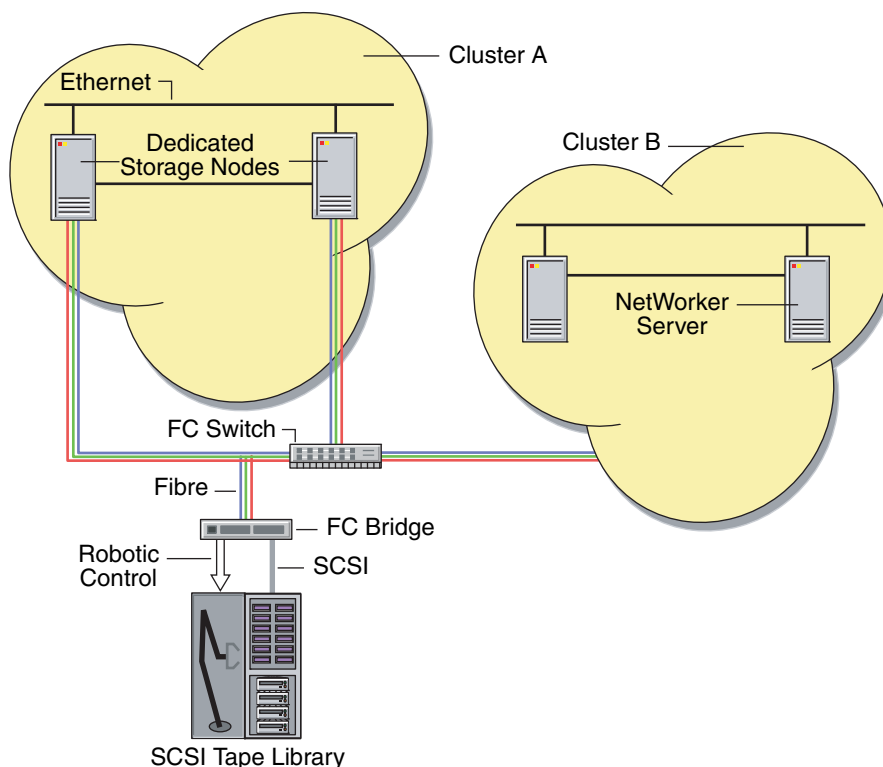 Cluster A
Ethernet
Dedicated
Storage Nodes
Cluster B
NetWorker
Server
FC Switch
Fibre
FC Bridge
Robotic
Control
SCSI
SCSI Tape Library